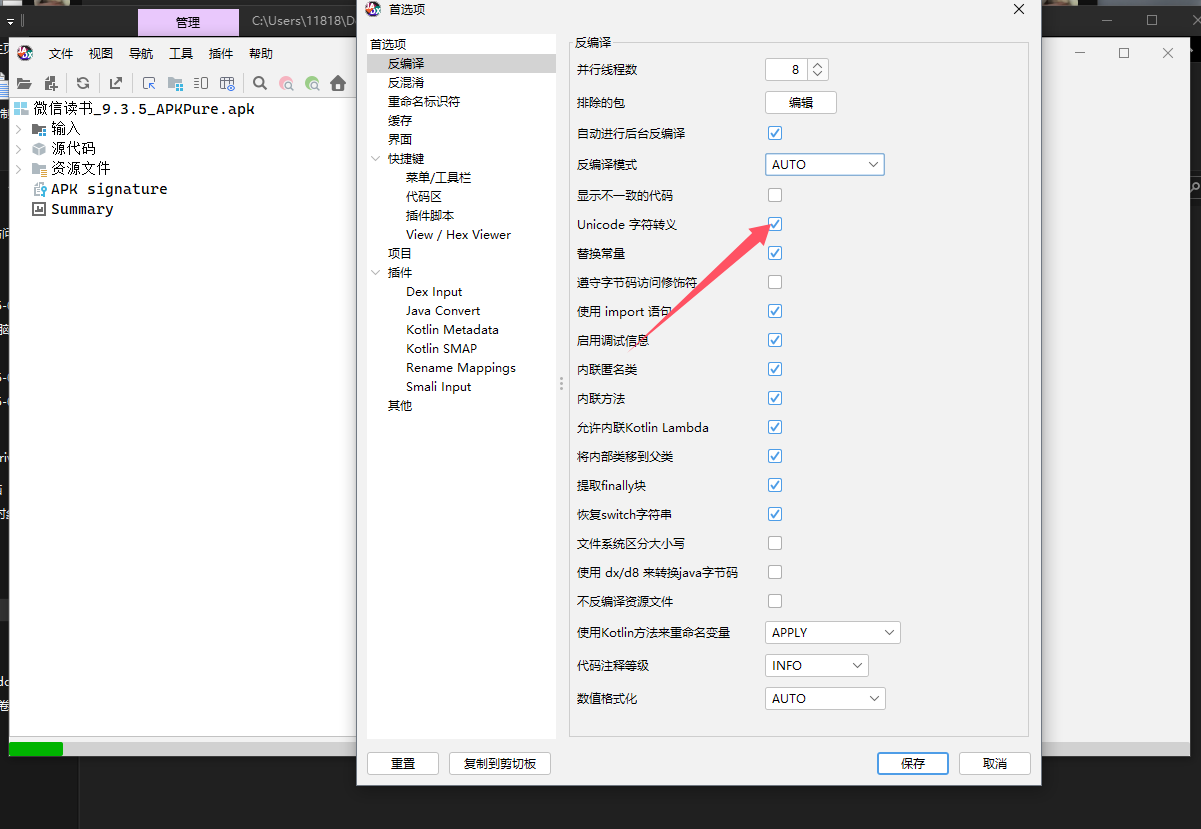 管理
C:\Users\11818\D
文件 视图 导航 工具 插件 帮助
微信读书_9.3.5_APKPure.apk
输入
源代码
资源文件
APK signature
Summary
首选项
首选项
反编译
反混淆
重命名标识符
缓存
界面
快捷键
菜单/工具栏
代码区
插件脚本
View / Hex Viewer
项目
插件
Dex Input
Java Convert
Kotlin Metadata
Kotlin SMAP
Rename Mappings
Smali Input
其他
反编译
并行线程数 8
排除的包 编辑
自动进行后台反编译
反编译模式 AUTO
显示不一致的代码
Unicode 字符转义
替换常量
遵守字节码访问修饰符
使用 import 语句
启用调试信息
内联匿名类
内联方法
允许内联Kotlin Lambda
将内部类移到父类
提取finally块
恢复switch字符串
文件系统区分大小写
使用 dx/d8 来转换java字节码
不反编译资源文件
使用Kotlin方法来重命名变量 APPLY
代码注释等级 INFO
数值格式化 AUTO
重置 复制到剪切板 保存 取消